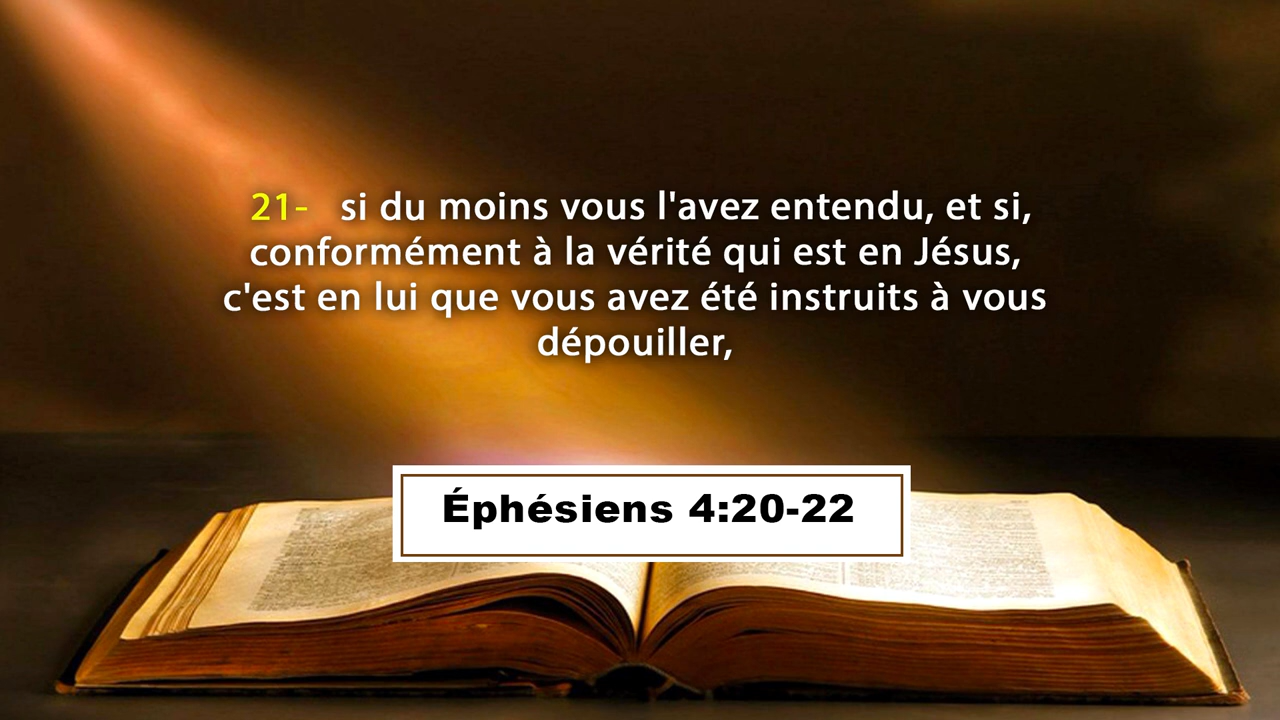 21- si du moins vous l'avez entendu, et si,
conformément à la vérité qui est en Jésus,
c'est en lui que vous avez été instruits à vous
dépouiller,
Éphésiens 4:20-22